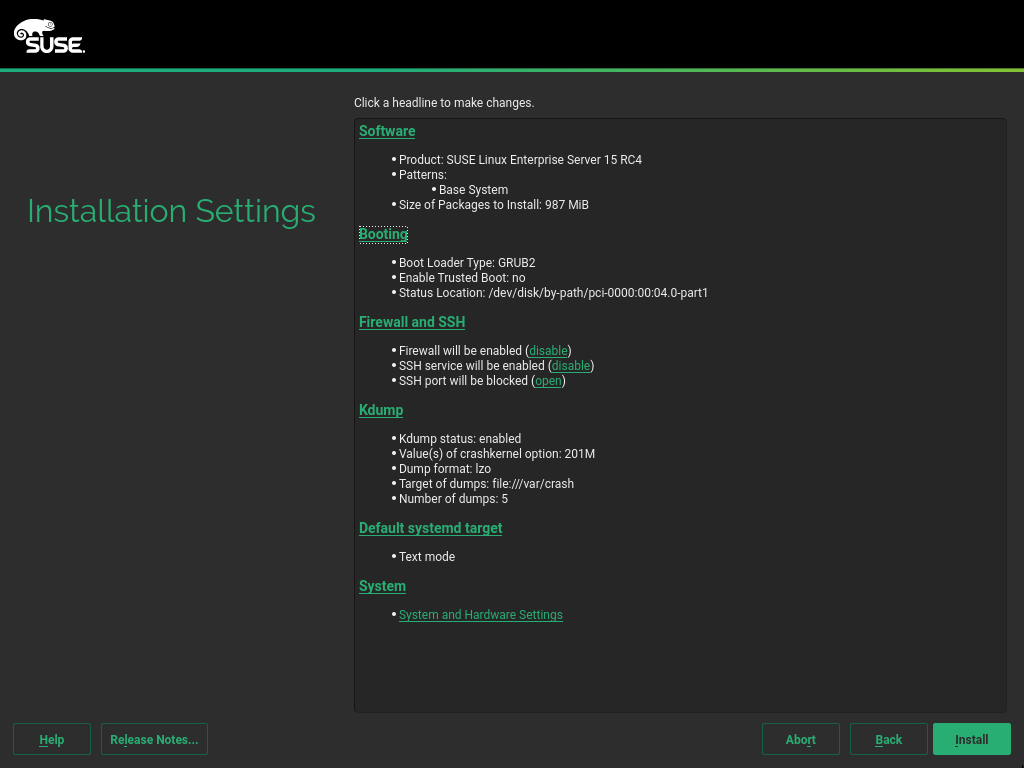 SUSE.
Click a headline to make changes.
Installation Settings
Software
• Product: SUSE Linux Enterprise Server 15 RC4
• Patterns:
• Base System
• Size of Packages to Install: 987 MiB
Booting
• Boot Loader Type: GRUB2
• Enable Trusted Boot: no
• Status Location: /dev/disk/by-path/pci-0000:00:04.0-part1
Firewall and SSH
• Firewall will be enabled (disable)
• SSH service will be enabled (disable)
• SSH port will be blocked (open)
Kdump
• Kdump status: enabled
• Value(s) of crashkernel option: 201M
• Dump format: lzo
• Target of dumps: file:///var/crash
• Number of dumps: 5
Default systemd target
• Text mode
System
• System and Hardware Settings
Help Release Notes... Abort Back Install